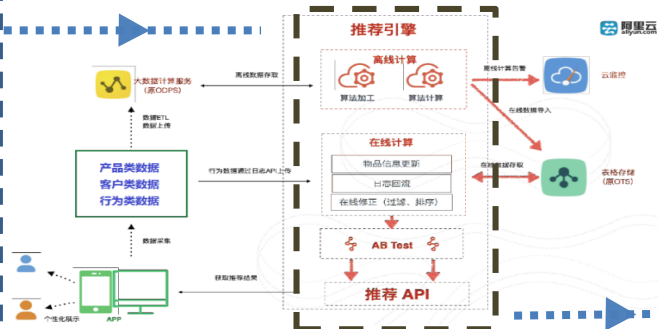 推荐引擎
阿里云
aliyun.com
离线计算
算法加工
算法计算
大数据计算服务
(原ODPS)
离线数据存取
离线计算告警
云监控
在线数据导入
数据ETL
数据上传
产品类数据
客户类数据
行为类数据
行为数据通过日志API上传
在线计算
物品信息更新
日志回流
在线修正(过滤、排序)
在线数据存取
表格存储
(原OTS)
数据采集
AB Test
获取推荐结果
推荐 API
个性化展示
APP